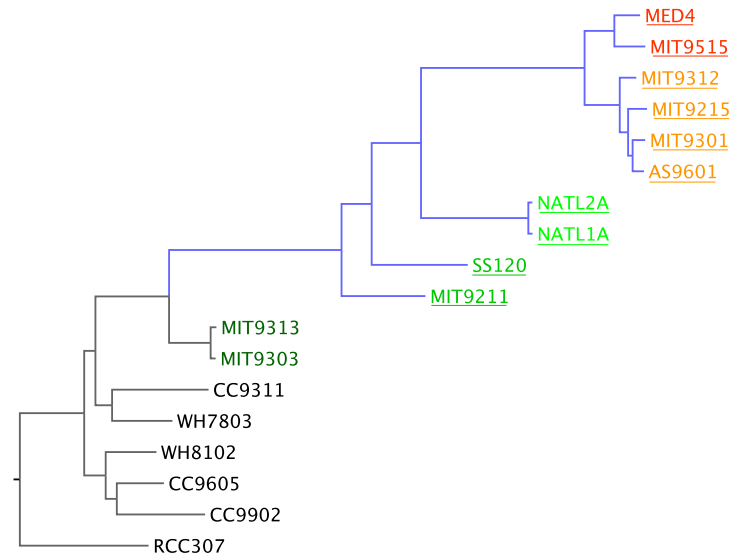 MED4
MIT9515
MIT9312
MIT9215
MIT9301
AS9601
NATL2A
NATL1A
SS120
MIT9211
MIT9313
MIT9303
CC9311
WH7803
WH8102
CC9605
CC9902
RCC307